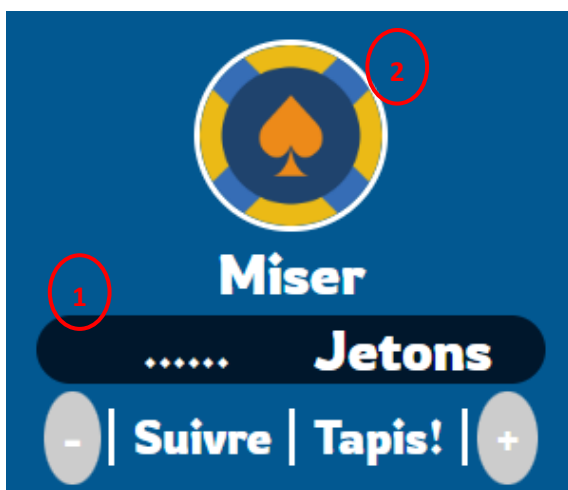 2
Miser
1
...... Jetons
- | Suivre | Tapis! | +